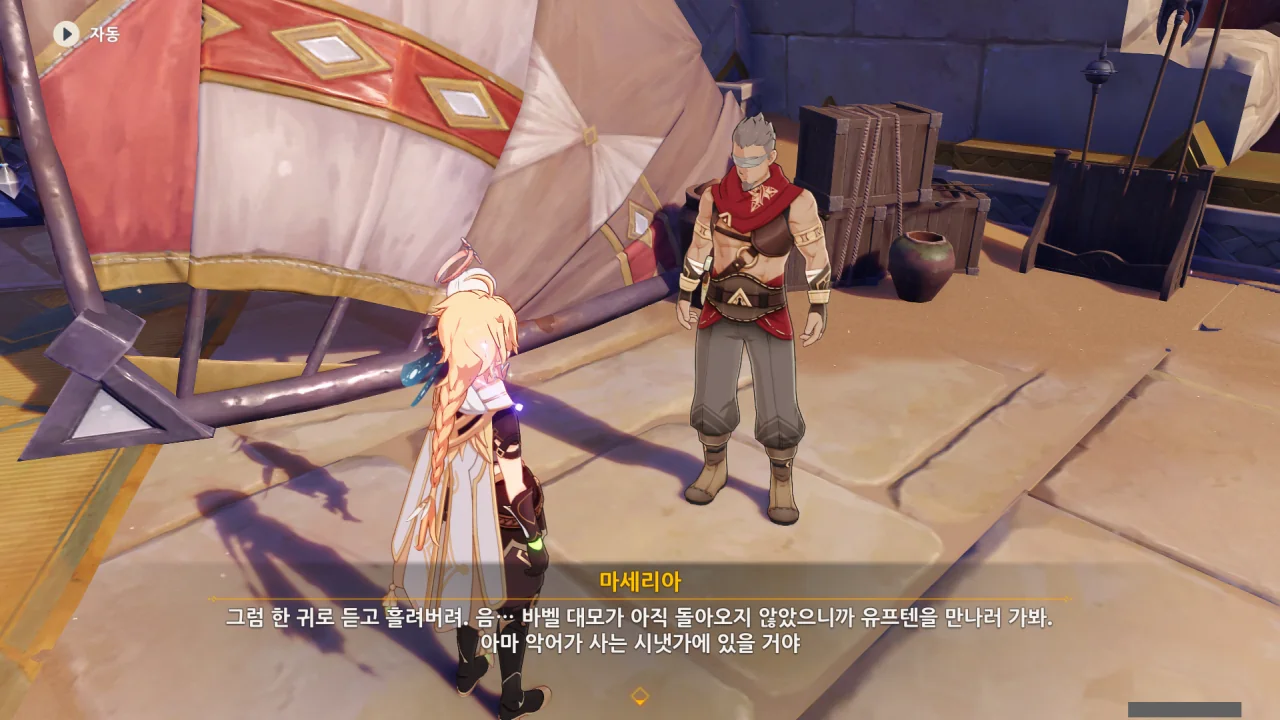 자동
마세리아
그럼 한 귀로 듣고 흘려버려. 음… 바벨 대모가 아직 돌아오지 않았으니까 유프텐을 만나러 가봐.
아마 악어가 사는 시냇가에 있을 거야